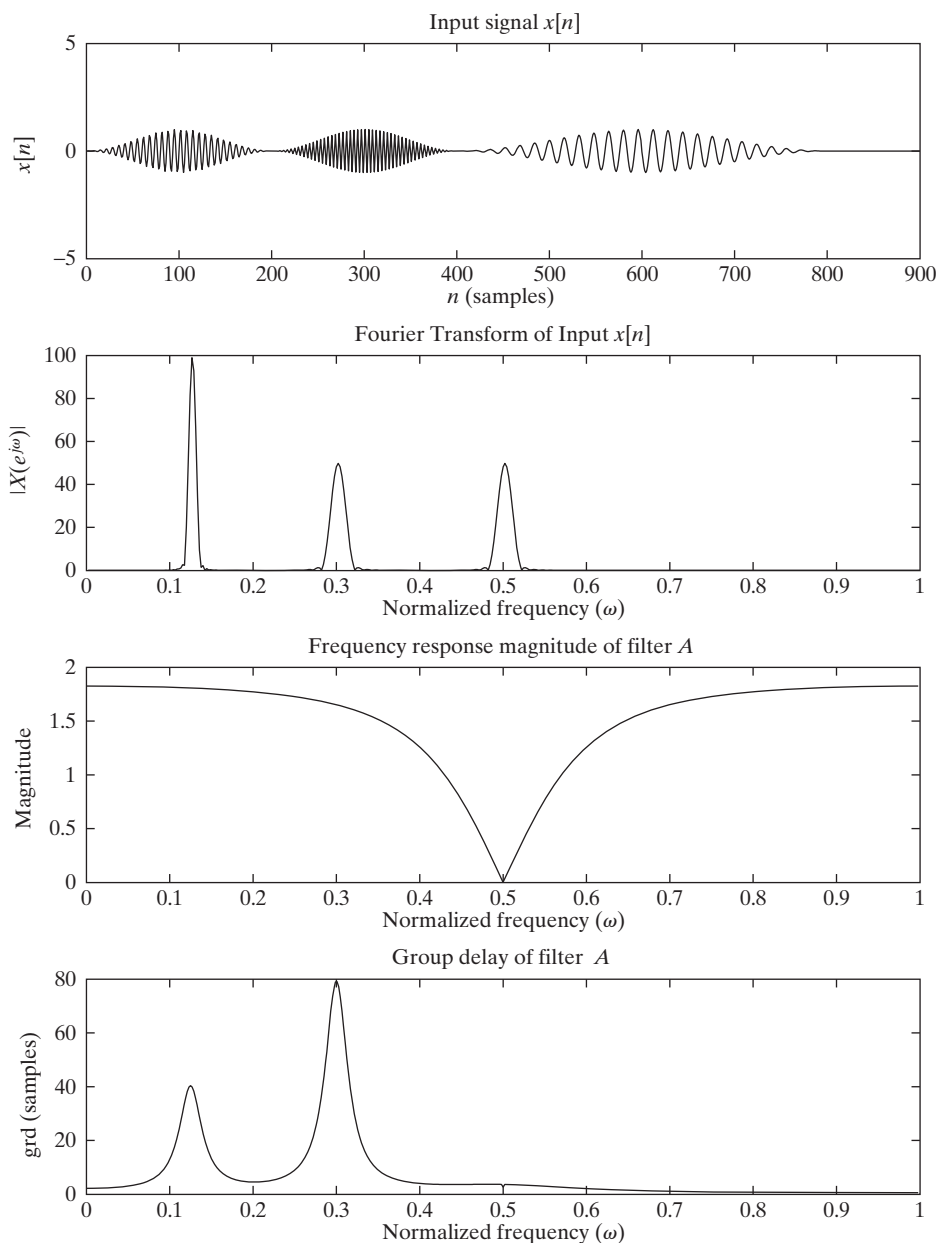 Input signal x[n]
5
0
−5
x[n]
0 100 200 300 400 500 600 700 800 900
n (samples)
Fourier Transform of Input x[n]
100
80
60
40
20
0
|X(e^{jω})|
0 0.1 0.2 0.3 0.4 0.5 0.6 0.7 0.8 0.9 1
Normalized frequency (ω)
Frequency response magnitude of filter A
2
1.5
1
0.5
0
Magnitude
0 0.1 0.2 0.3 0.4 0.5 0.6 0.7 0.8 0.9 1
Normalized frequency (ω)
Group delay of filter A
80
60
40
20
0
grd (samples)
0 0.1 0.2 0.3 0.4 0.5 0.6 0.7 0.8 0.9 1
Normalized frequency (ω)